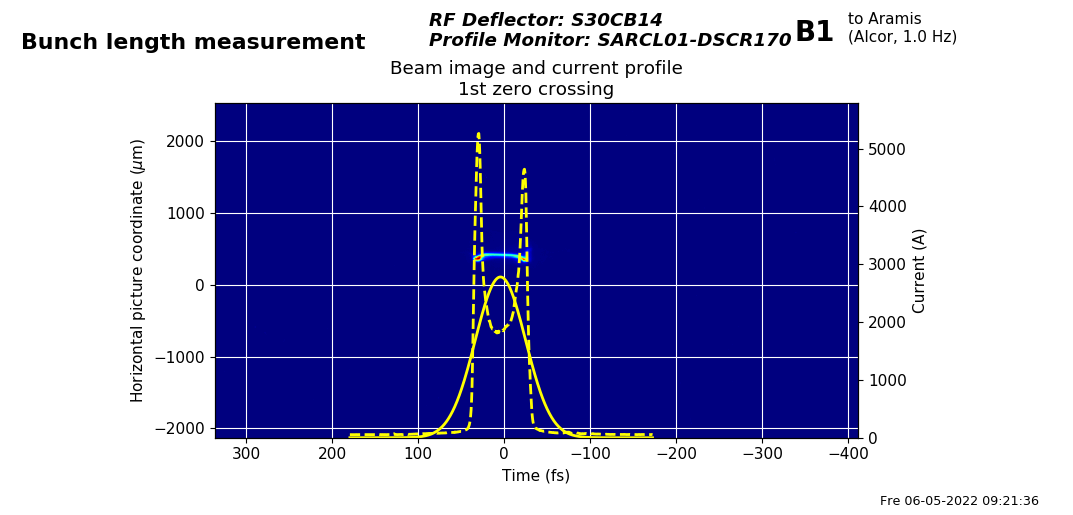 Bunch length measurement
RF Deflector: S30CB14
Profile Monitor: SARCL01-DSCR170
B1
to Aramis
(Alcor, 1.0 Hz)
Beam image and current profile
1st zero crossing
Horizontal picture coordinate (μm)
2000
1000
0
−1000
−2000
5000
4000
3000
2000
1000
0
Current (A)
300
200
100
0
−100
−200
−300
−400
Time (fs)
Fre 06-05-2022 09:21:36